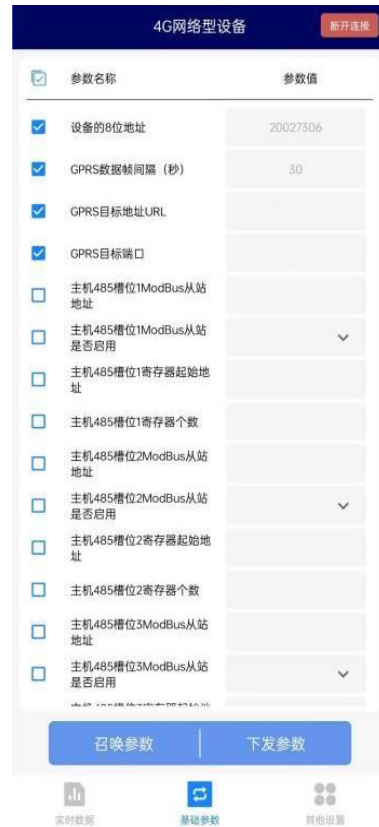 4G网络型设备
断开连接
参数名称
参数值
设备的8位地址
20027306
GPRS数据帧间隔（秒）
30
GPRS目标地址URL
GPRS目标端口
主机485槽位1ModBus从站
地址
主机485槽位1ModBus从站
是否启用
主机485槽位1寄存器起始地
址
主机485槽位1寄存器个数
主机485槽位2ModBus从站
地址
主机485槽位2ModBus从站
是否启用
主机485槽位2寄存器起始地
址
主机485槽位2寄存器个数
主机485槽位3ModBus从站
地址
主机485槽位3ModBus从站
是否启用
召唤参数
下发参数
实时数据
基础参数
其他设置